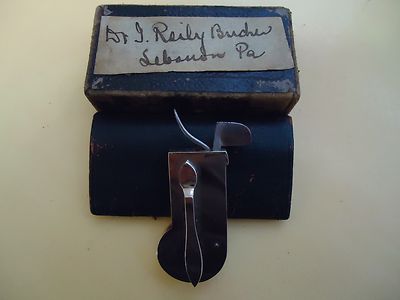 Dr J. Reily Bucher
Lebanon Pa